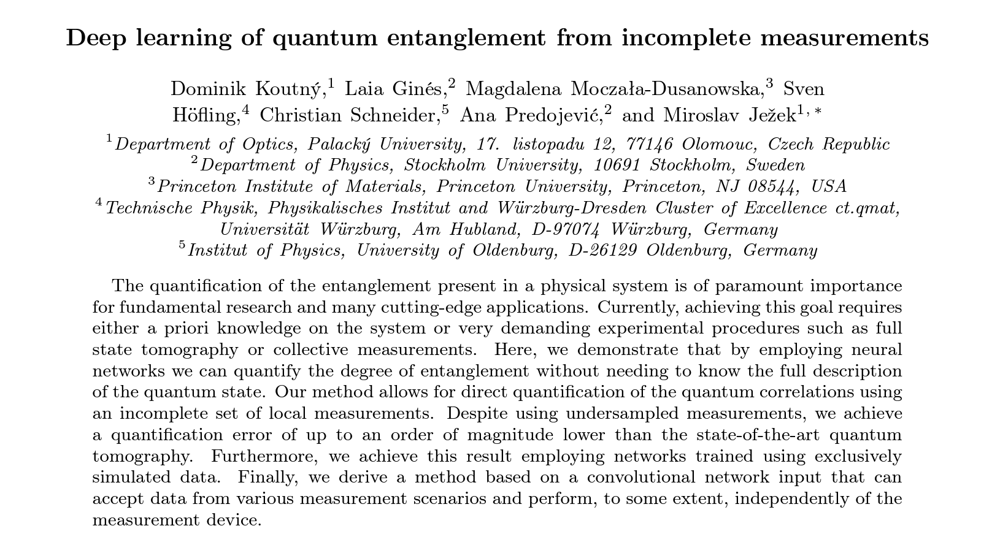 Deep learning of quantum entanglement from incomplete measurements
Dominik Koutný,1 Laia Ginés,2 Magdalena Moczała-Dusanowska,3 Sven
Höfling,4 Christian Schneider,5 Ana Predojević,2 and Miroslav Ježek1, *
1Department of Optics, Palacký University, 17. listopadu 12, 77146 Olomouc, Czech Republic
2Department of Physics, Stockholm University, 10691 Stockholm, Sweden
3Princeton Institute of Materials, Princeton University, Princeton, NJ 08544, USA
4Technische Physik, Physikalisches Institut and Würzburg-Dresden Cluster of Excellence ct.qmat,
Universität Würzburg, Am Hubland, D-97074 Würzburg, Germany
5Institut of Physics, University of Oldenburg, D-26129 Oldenburg, Germany
The quantification of the entanglement present in a physical system is of paramount importance
for fundamental research and many cutting-edge applications. Currently, achieving this goal requires
either a priori knowledge on the system or very demanding experimental procedures such as full
state tomography or collective measurements. Here, we demonstrate that by employing neural
networks we can quantify the degree of entanglement without needing to know the full description
of the quantum state. Our method allows for direct quantification of the quantum correlations using
an incomplete set of local measurements. Despite using undersampled measurements, we achieve
a quantification error of up to an order of magnitude lower than the state-of-the-art quantum
tomography. Furthermore, we achieve this result employing networks trained using exclusively
simulated data. Finally, we derive a method based on a convolutional network input that can
accept data from various measurement scenarios and perform, to some extent, independently of the
measurement device.